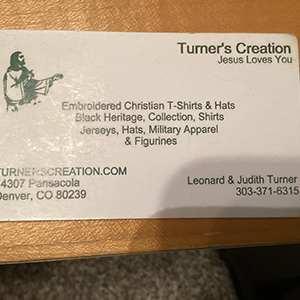 Turner's Creation
Jesus Loves You
Embroidered Christian T-Shirts & Hats
Black Heritage, Collection, Shirts
Jerseys, Hats, Military Apparel
& Figurines
TURNERSCREATION.COM
4307 Pensacola
Denver, CO 80239
Leonard & Judith Turner
303-371-6315